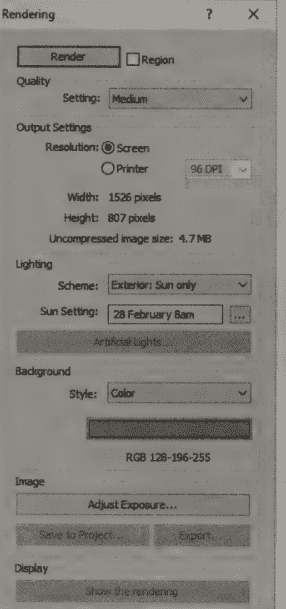 Rendering ? X
Render Region
Quality
Setting: Medium
Output Settings
Resolution: Screen
Printer 96 DPI
Width: 1526 pixels
Height: 807 pixels
Uncompressed image size: 4.7 MB
Lighting
Scheme: Exterior: Sun only
Sun Setting: 28 February 8am ...
Artificial Lights...
Background
Style: Color
RGB 128-196-255
Image
Adjust Exposure...
Save to Project... Export...
Display
Show the rendering